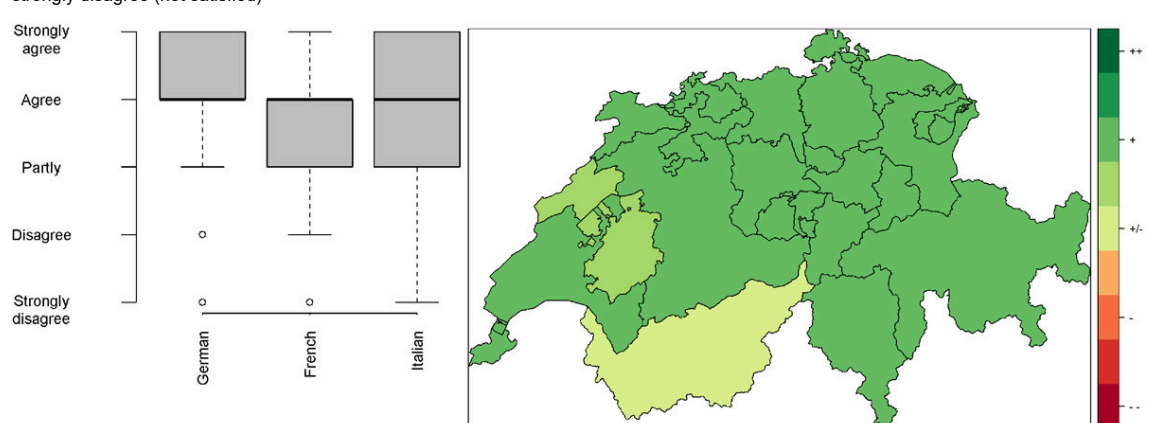 strongly disagree (not satisfied)
Strongly
agree
Agree
Partly
Disagree
Strongly
disagree
German
French
Italian
++
+
+/-
-
- -